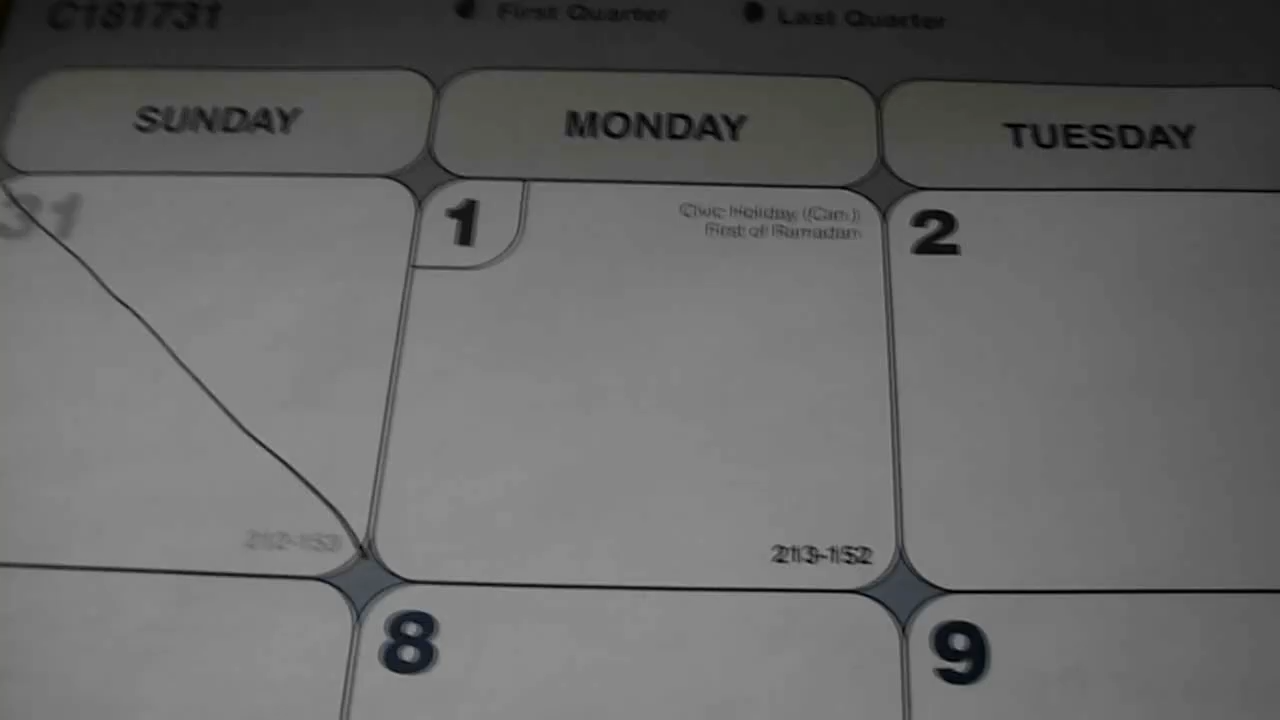 C181731
First Quarter
Last Quarter
SUNDAY
MONDAY
TUESDAY
31
1
Civic Holiday (Can.)
First of Ramadan
2
212-153
213-152
8
9